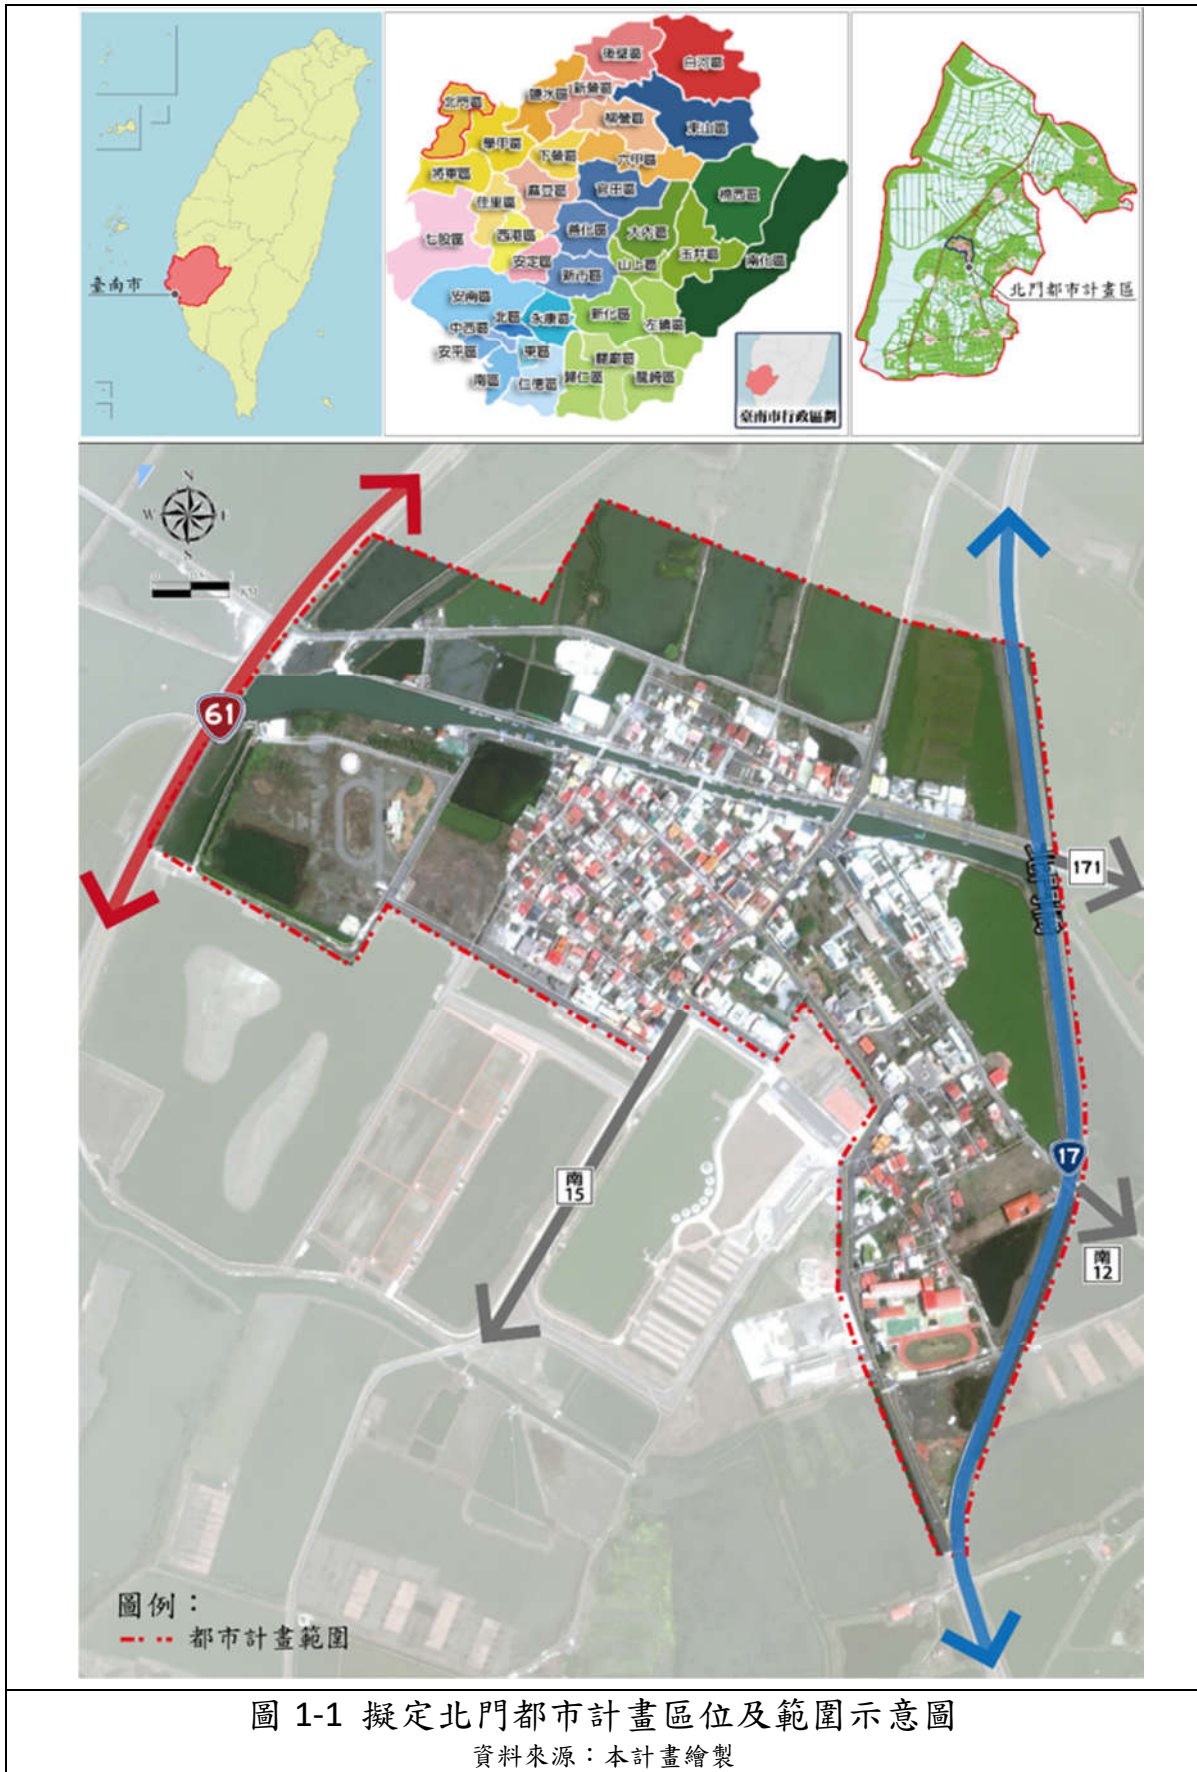 臺南市
後壁區
白河區
北門區
鹽水區
新營區
柳營區
東山區
學甲區
下營區
六甲區
將軍區
佳里區
麻豆區
官田區
楠西區
七股區
西港區
善化區
大內區
玉井區
南化區
安定區
新市區
山上區
安南區
北區
永康區
新化區
左鎮區
中西區
安平區
東區
關廟區
南區
仁德區
歸仁區
龍崎區
臺南市行政區劃
北門都市計畫區
N
W
E
S
KM
61
171
17
南
15
南
12
圖例：
都市計畫範圍
圖 1-1 擬定北門都市計畫區位及範圍示意圖
資料來源：本計畫繪製